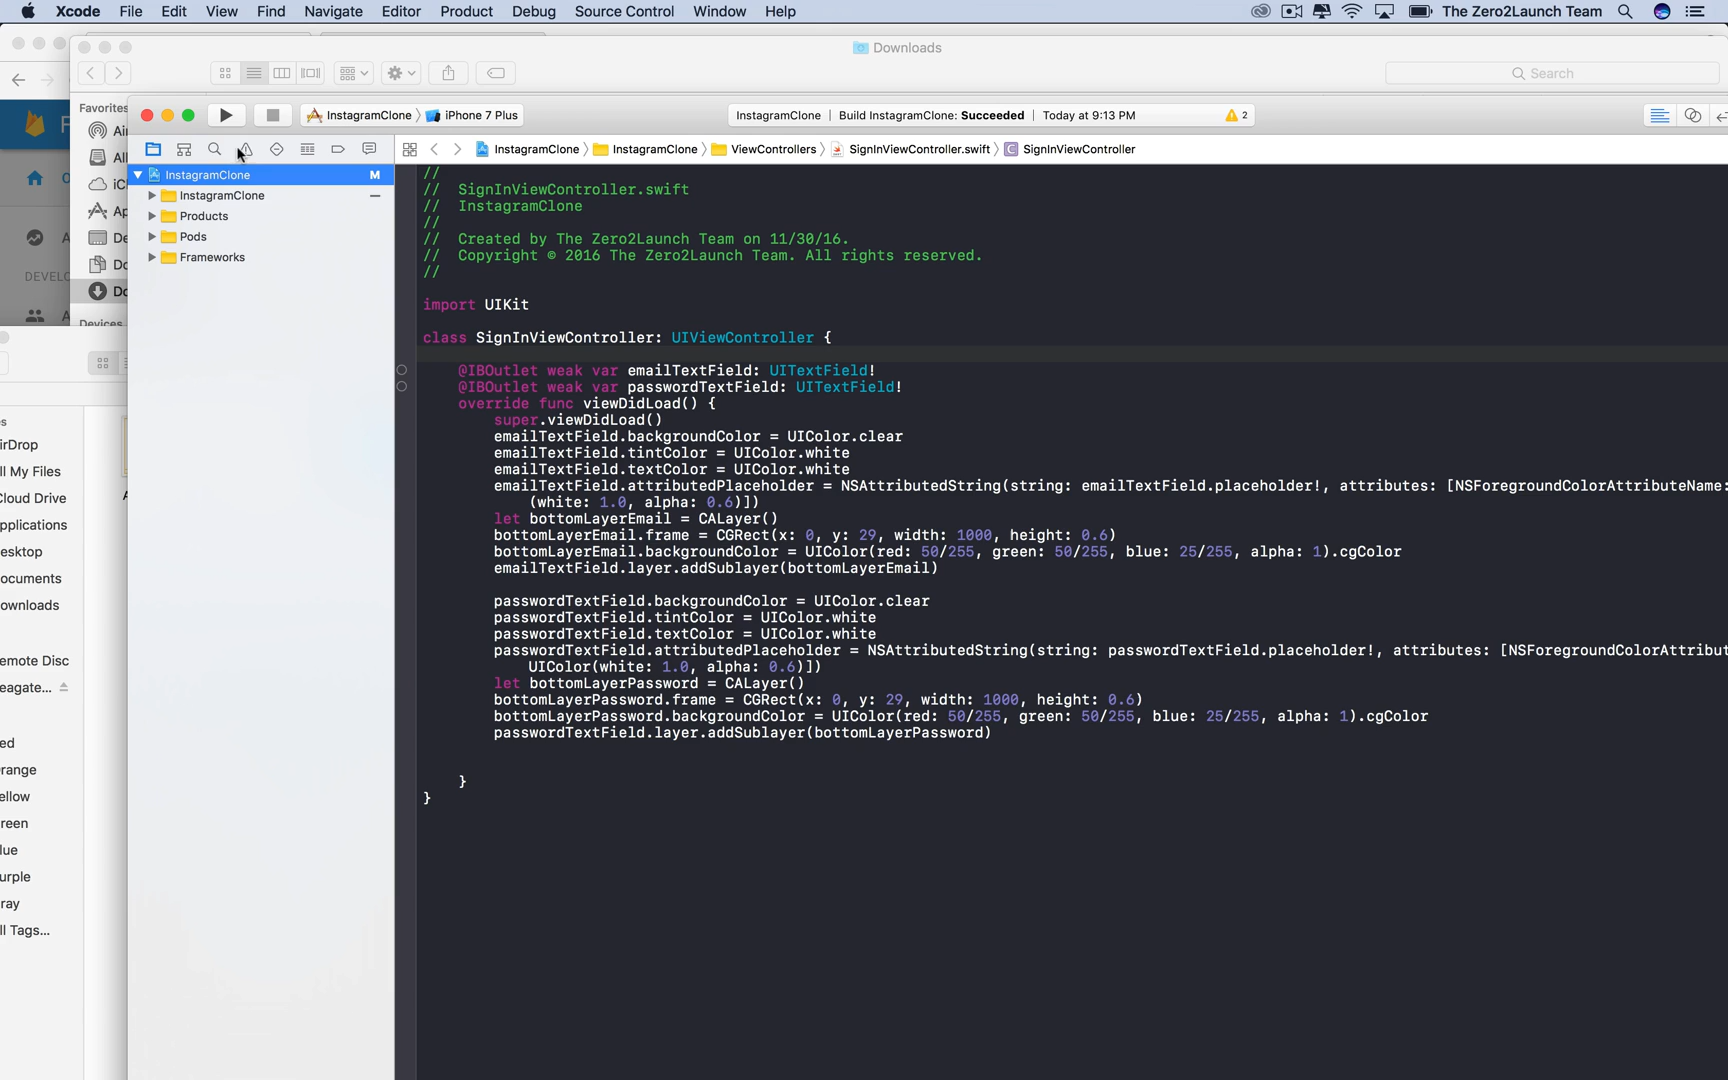 Xcode File Edit View Find Navigate Editor Product Debug Source Control Window Help The Zero2Launch Team
Downloads
Search
Favorites
InstagramClone iPhone 7 Plus
InstagramClone Build InstagramClone: Succeeded Today at 9:13 PM 2
InstagramClone InstagramClone ViewControllers SignInViewController.swift SignInViewController
InstagramClone M
InstagramClone
Products
Pods
Frameworks
DEVELO
Devices
irDrop
ll My Files
Cloud Drive
pplications
esktop
ocuments
ownloads
emote Disc
eagate...
ed
range
ellow
reen
lue
urple
ray
ll Tags...
//
// SignInViewController.swift
// InstagramClone
//
// Created by The Zero2Launch Team on 11/30/16.
// Copyright © 2016 The Zero2Launch Team. All rights reserved.
//
import UIKit
class SignInViewController: UIViewController {
@IBOutlet weak var emailTextField: UITextField!
@IBOutlet weak var passwordTextField: UITextField!
override func viewDidLoad() {
super.viewDidLoad()
emailTextField.backgroundColor = UIColor.clear
emailTextField.tintColor = UIColor.white
emailTextField.textColor = UIColor.white
emailTextField.attributedPlaceholder = NSAttributedString(string: emailTextField.placeholder!, attributes: [NSForegroundColorAttributeName:
(white: 1.0, alpha: 0.6)])
let bottomLayerEmail = CALayer()
bottomLayerEmail.frame = CGRect(x: 0, y: 29, width: 1000, height: 0.6)
bottomLayerEmail.backgroundColor = UIColor(red: 50/255, green: 50/255, blue: 25/255, alpha: 1).cgColor
emailTextField.layer.addSublayer(bottomLayerEmail)
passwordTextField.backgroundColor = UIColor.clear
passwordTextField.tintColor = UIColor.white
passwordTextField.textColor = UIColor.white
passwordTextField.attributedPlaceholder = NSAttributedString(string: passwordTextField.placeholder!, attributes: [NSForegroundColorAttribut
UIColor(white: 1.0, alpha: 0.6)])
let bottomLayerPassword = CALayer()
bottomLayerPassword.frame = CGRect(x: 0, y: 29, width: 1000, height: 0.6)
bottomLayerPassword.backgroundColor = UIColor(red: 50/255, green: 50/255, blue: 25/255, alpha: 1).cgColor
passwordTextField.layer.addSublayer(bottomLayerPassword)
}
}